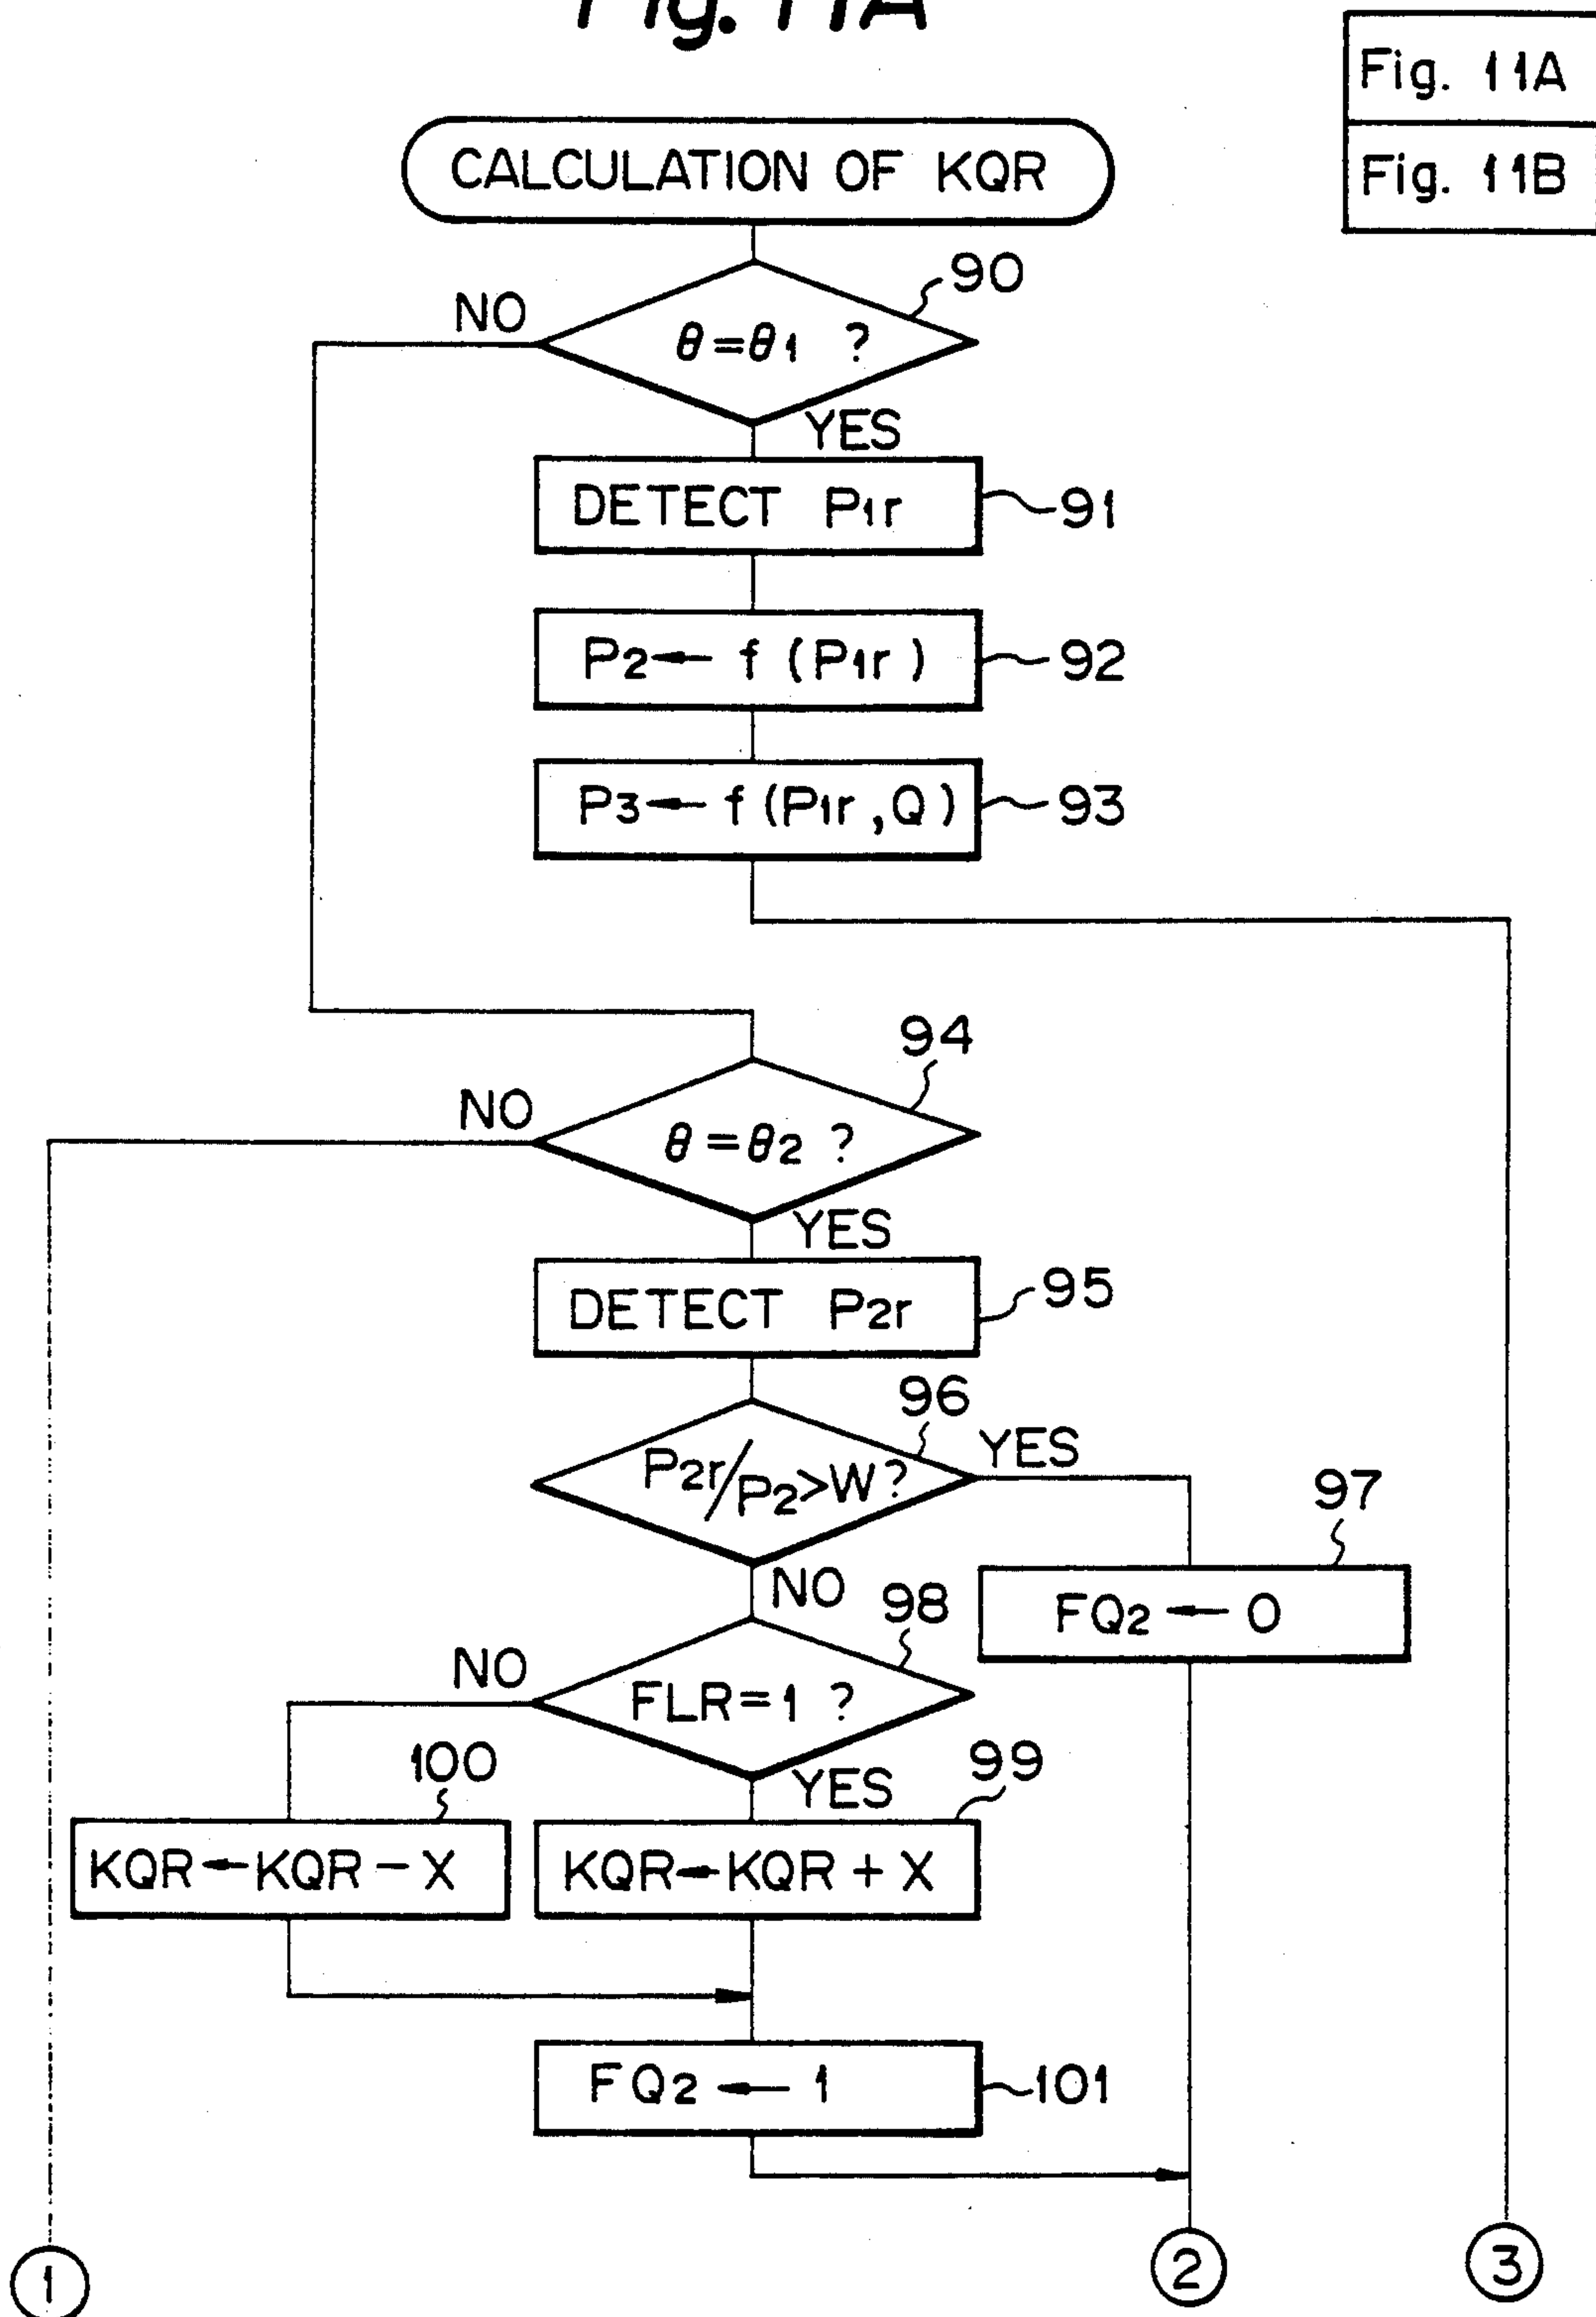 Fig. 11A
Fig. 11A
Fig. 11B
CALCULATION OF KQR
90
NO
θ=θ1 ?
YES
DETECT P1r
91
P2← f (P1r)
92
P3← f (P1r, Q)
93
94
NO
θ=θ2 ?
YES
DETECT P2r
95
96
P2r/P2>W?
YES
97
NO
FQ2 ← 0
98
NO
FLR=1 ?
100
YES
99
KQR←KQR－X
KQR←KQR+X
FQ2 ← 1
101
1
2
3